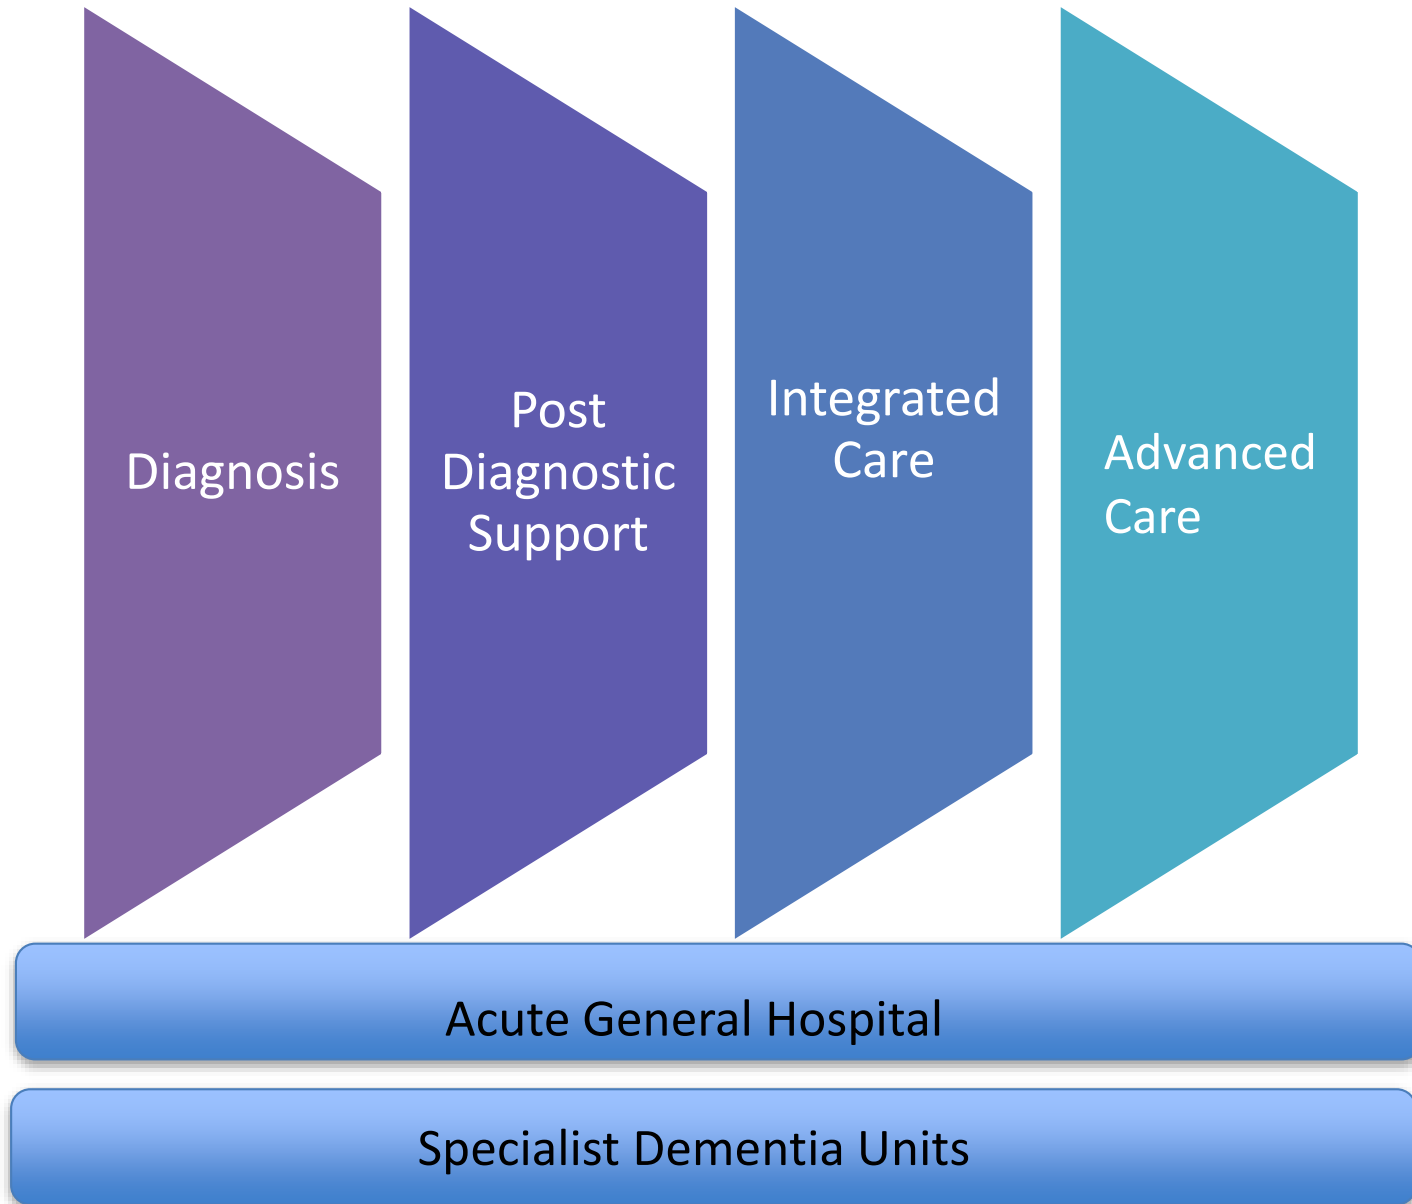 Diagnosis
Post
Diagnostic
Support
Integrated
Care
Advanced
Care
Acute General Hospital
Specialist Dementia Units